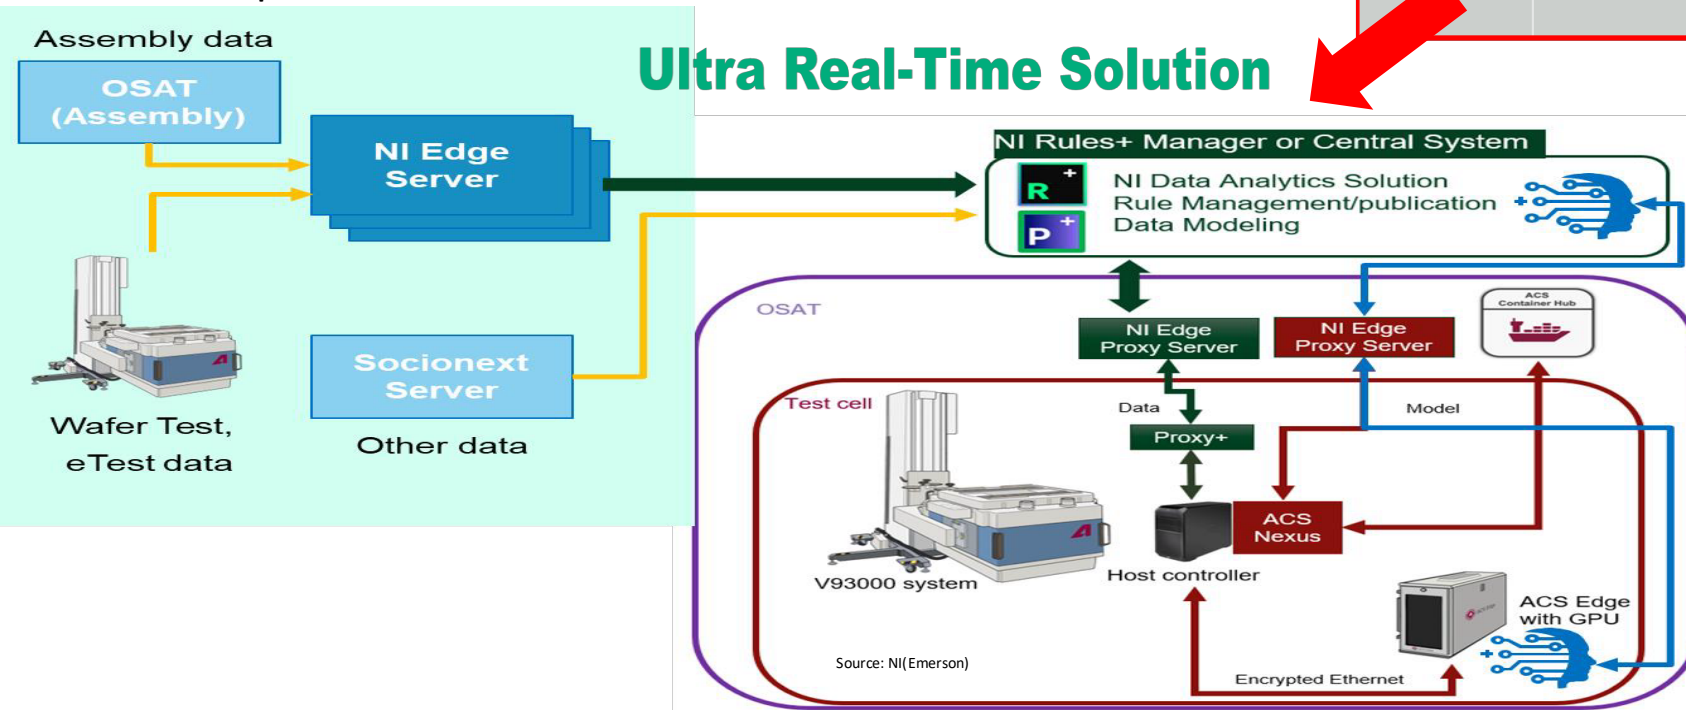 Assembly data
OSAT
(Assembly)
NI Edge
Server
Wafer Test,
eTest data
Socionext
Server
Other data
Ultra Real-Time Solution
NI Rules+ Manager or Central System
R+
P+
NI Data Analytics Solution
Rule Management/publication
Data Modeling
OSAT
NI Edge
Proxy Server
NI Edge
Proxy Server
ACS
Container Hub
Test cell
Data
Model
Proxy+
ACS
Nexus
V93000 system
Host controller
ACS Edge
with GPU
Source: NI(Emerson)
Encrypted Ethernet